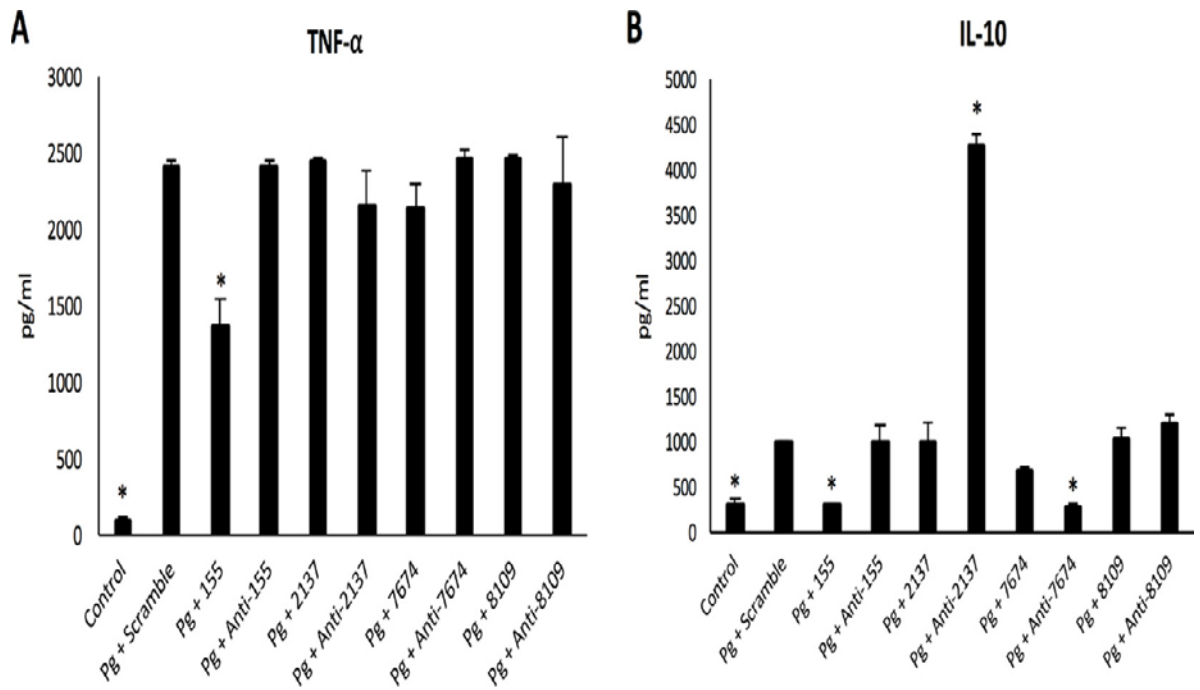 A
TNF-α
3000
2500
2000
1500
1000
500
0
pg/ml
*
*
Control
Pg + Scramble
Pg + 155
Pg + Anti-155
Pg + 2137
Pg + Anti-2137
Pg + 7674
Pg + Anti-7674
Pg + 8109
Pg + Anti-8109
B
IL-10
5000
4500
4000
3500
3000
2500
2000
1500
1000
500
0
pg/ml
*
*
*
*
Control
Pg + Scramble
Pg + 155
Pg + Anti-155
Pg + 2137
Pg + Anti-2137
Pg + 7674
Pg + Anti-7674
Pg + 8109
Pg + Anti-8109